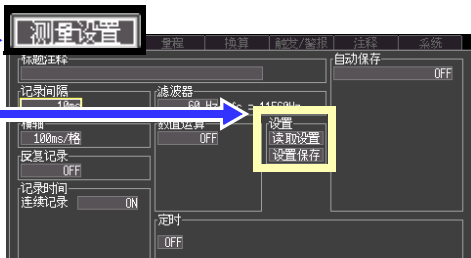 测量设置
量程 换算 触发/警报 注释 系统
标题注释
自动保存
OFF
记录间隔
10ms
滤波器
60 Hz
= 11560Hz
横轴
100ms/格
数值运算
OFF
设置
读取设置
设置保存
反复记录
OFF
记录时间
连续记录 ON
定时
OFF